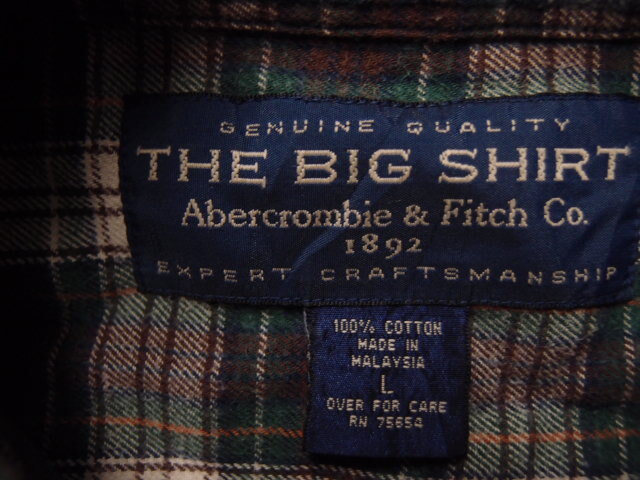 GENUINE QUALITY
THE BIG SHIRT
Abercrombie & Fitch Co.
1892
EXPERT CRAFTSMANSHIP
100% COTTON
MADE IN
MALAYSIA
L
OVER FOR CARE
RN 75654